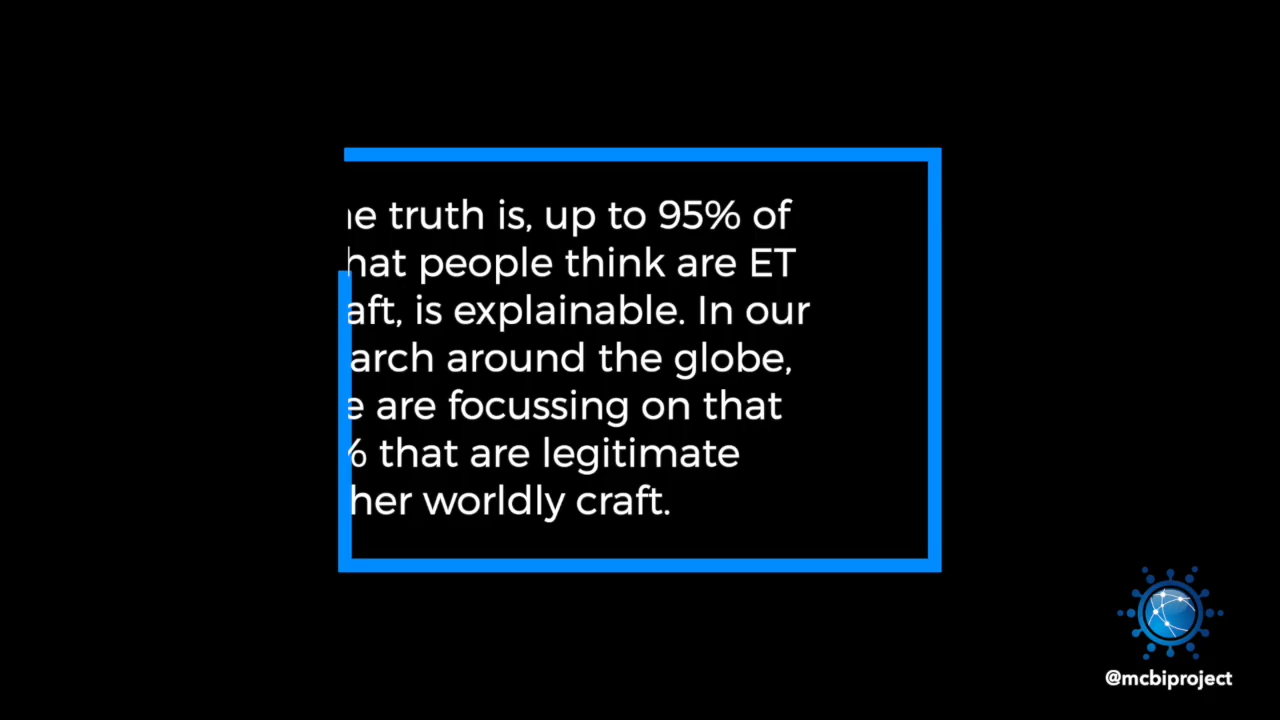 he truth is, up to 95% of
hat people think are ET
aft, is explainable. In our
arch around the globe,
e are focussing on that
% that are legitimate
her worldly craft.
@mcbiproject